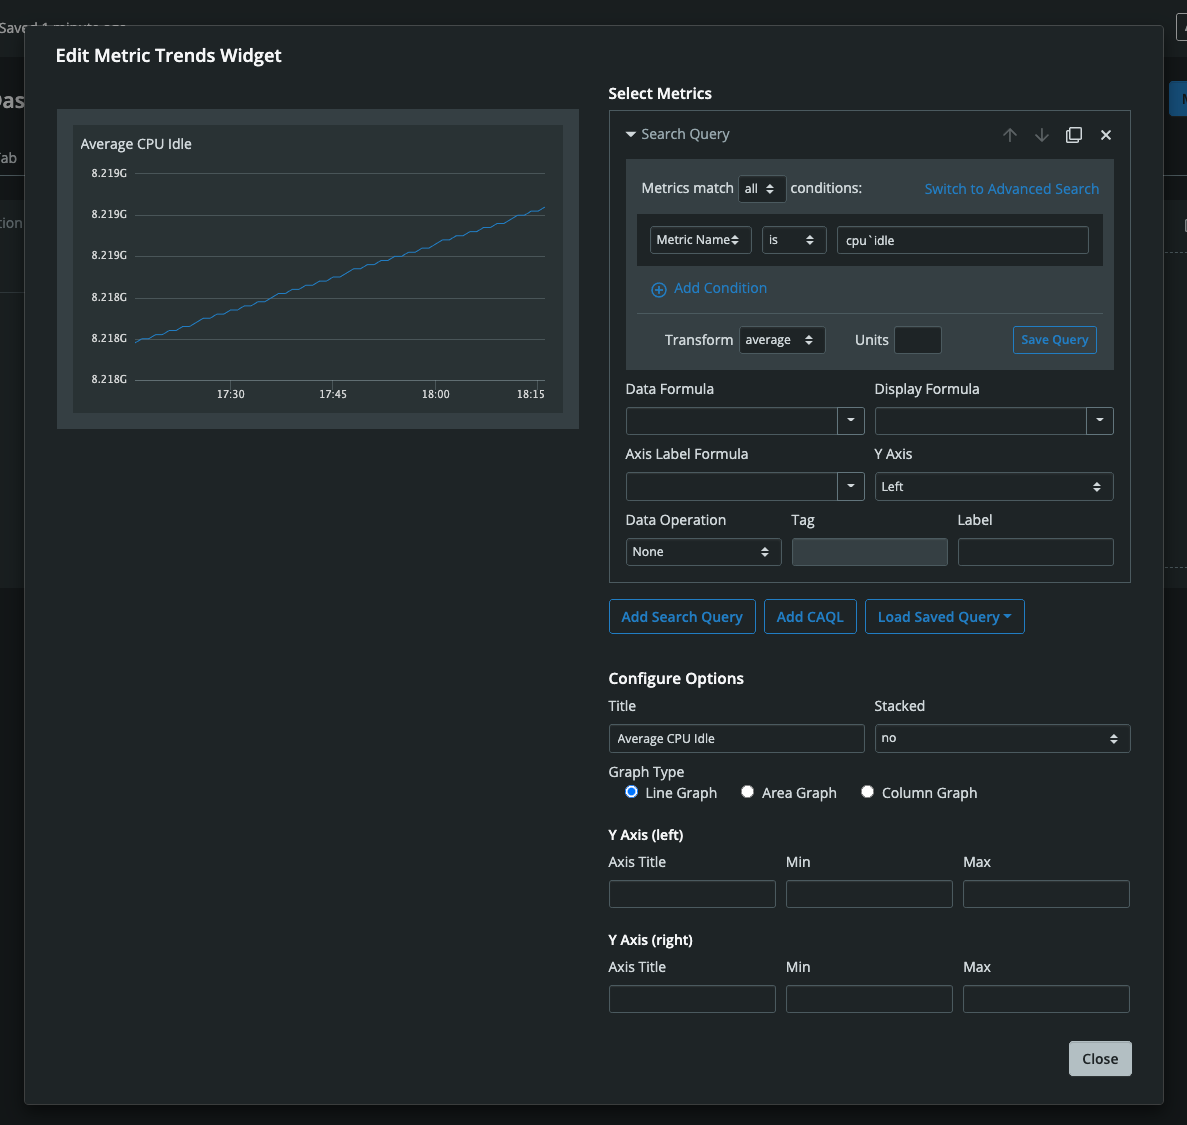 Edit Metric Trends Widget
Average CPU Idle
8.219G
8.219G
8.219G
8.218G
8.218G
8.218G
17:30 17:45 18:00 18:15
Select Metrics
Search Query
Metrics match all conditions:
Switch to Advanced Search
Metric Name is cpu`idle
Add Condition
Transform average Units Save Query
Data Formula Display Formula
Axis Label Formula Y Axis
Left
Data Operation Tag Label
None
Add Search Query Add CAQL Load Saved Query
Configure Options
Title Stacked
Average CPU Idle no
Graph Type
Line Graph Area Graph Column Graph
Y Axis (left)
Axis Title Min Max
Y Axis (right)
Axis Title Min Max
Close